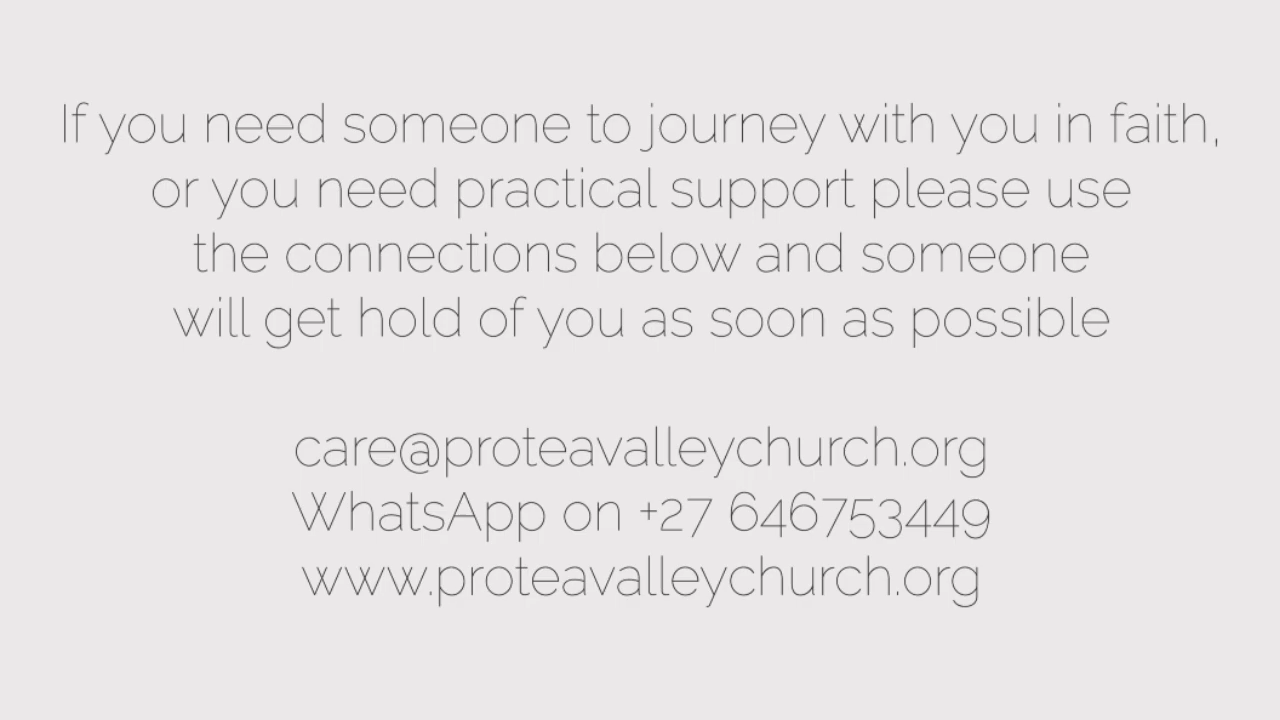 If you need someone to journey with you in faith,
or you need practical support please use
the connections below and someone
will get hold of you as soon as possible
care@proteavalleychurch.org
WhatsApp on +27 646753449
www.proteavalleychurch.org